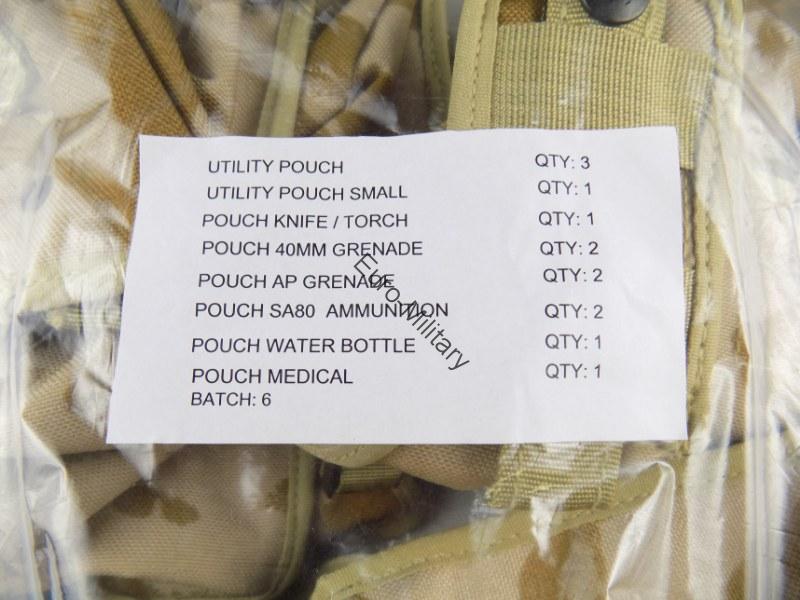 UTILITY POUCH QTY: 3
UTILITY POUCH SMALL QTY: 1
POUCH KNIFE / TORCH QTY: 1
POUCH 40MM GRENADE QTY: 2
POUCH AP GRENADE QTY: 2
POUCH SA80 AMMUNITION QTY: 2
POUCH WATER BOTTLE QTY: 1
POUCH MEDICAL QTY: 1
BATCH: 6
Euro-Military